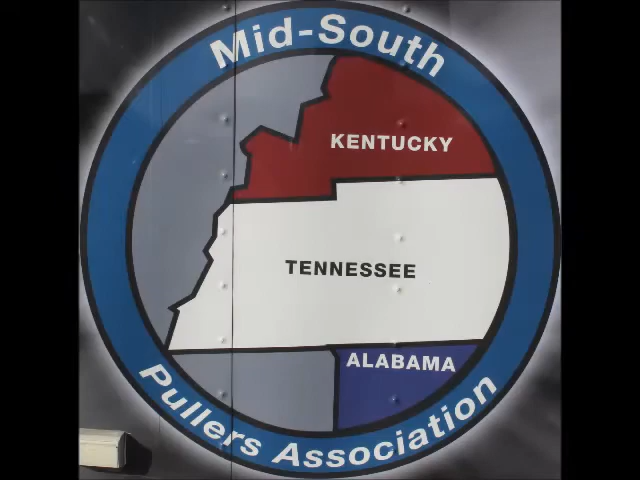 Mid-South
KENTUCKY
TENNESSEE
ALABAMA
Pullers Association